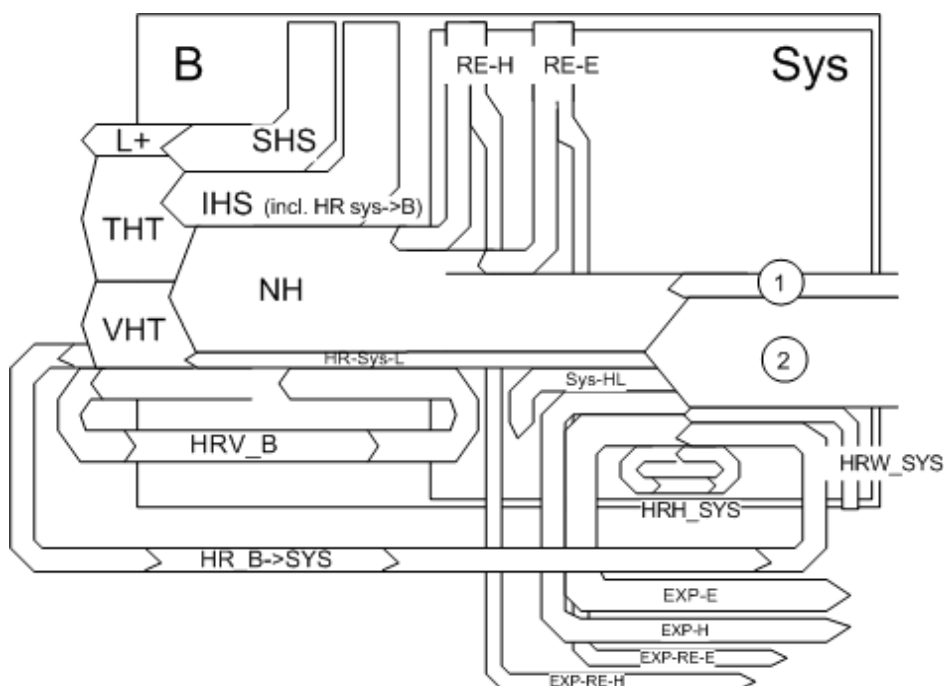 B
RE-H
RE-E
Sys
L+
SHS
IHS (incl. HR sys->B)
THT
NH
1
VHT
HR-Sys-L
2
Sys-HL
HRV_B
HRW_SYS
HRH_SYS
HR_B->SYS
EXP-E
EXP-H
EXP-RE-E
EXP-RE-H